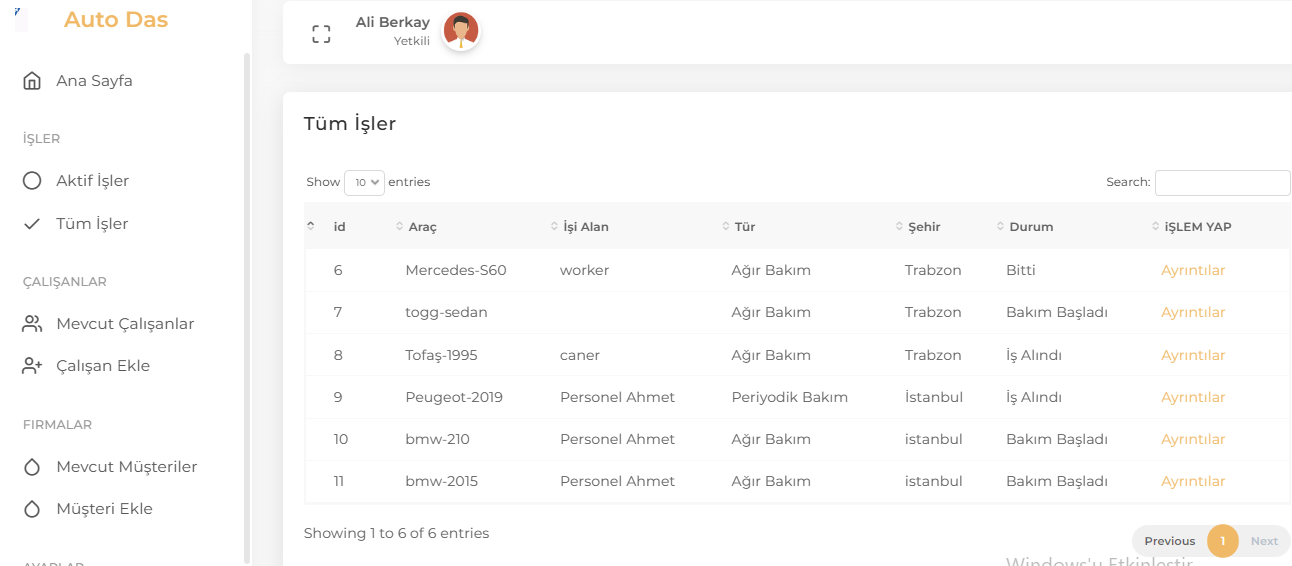 Auto Das
Ana Sayfa
İŞLER
Aktif İşler
Tüm İşler
ÇALIŞANLAR
Mevcut Çalışanlar
Çalışan Ekle
FIRMALAR
Mevcut Müşteriler
Müşteri Ekle
AYARLAR
Ali Berkay
Yetkili
Tüm İşler
Show 10 entries
Search:
id Araç İşi Alan Tür Şehir Durum iŞLEM YAP
6 Mercedes-S60 worker Ağır Bakım Trabzon Bitti Ayrıntılar
7 togg-sedan Ağır Bakım Trabzon Bakım Başladı Ayrıntılar
8 Tofaş-1995 caner Ağır Bakım Trabzon İş Alındı Ayrıntılar
9 Peugeot-2019 Personel Ahmet Periyodik Bakım İstanbul İş Alındı Ayrıntılar
10 bmw-210 Personel Ahmet Ağır Bakım istanbul Bakım Başladı Ayrıntılar
11 bmw-2015 Personel Ahmet Ağır Bakım istanbul Bakım Başladı Ayrıntılar
Showing 1 to 6 of 6 entries
Previous 1 Next
Windows'u Etkinleştir